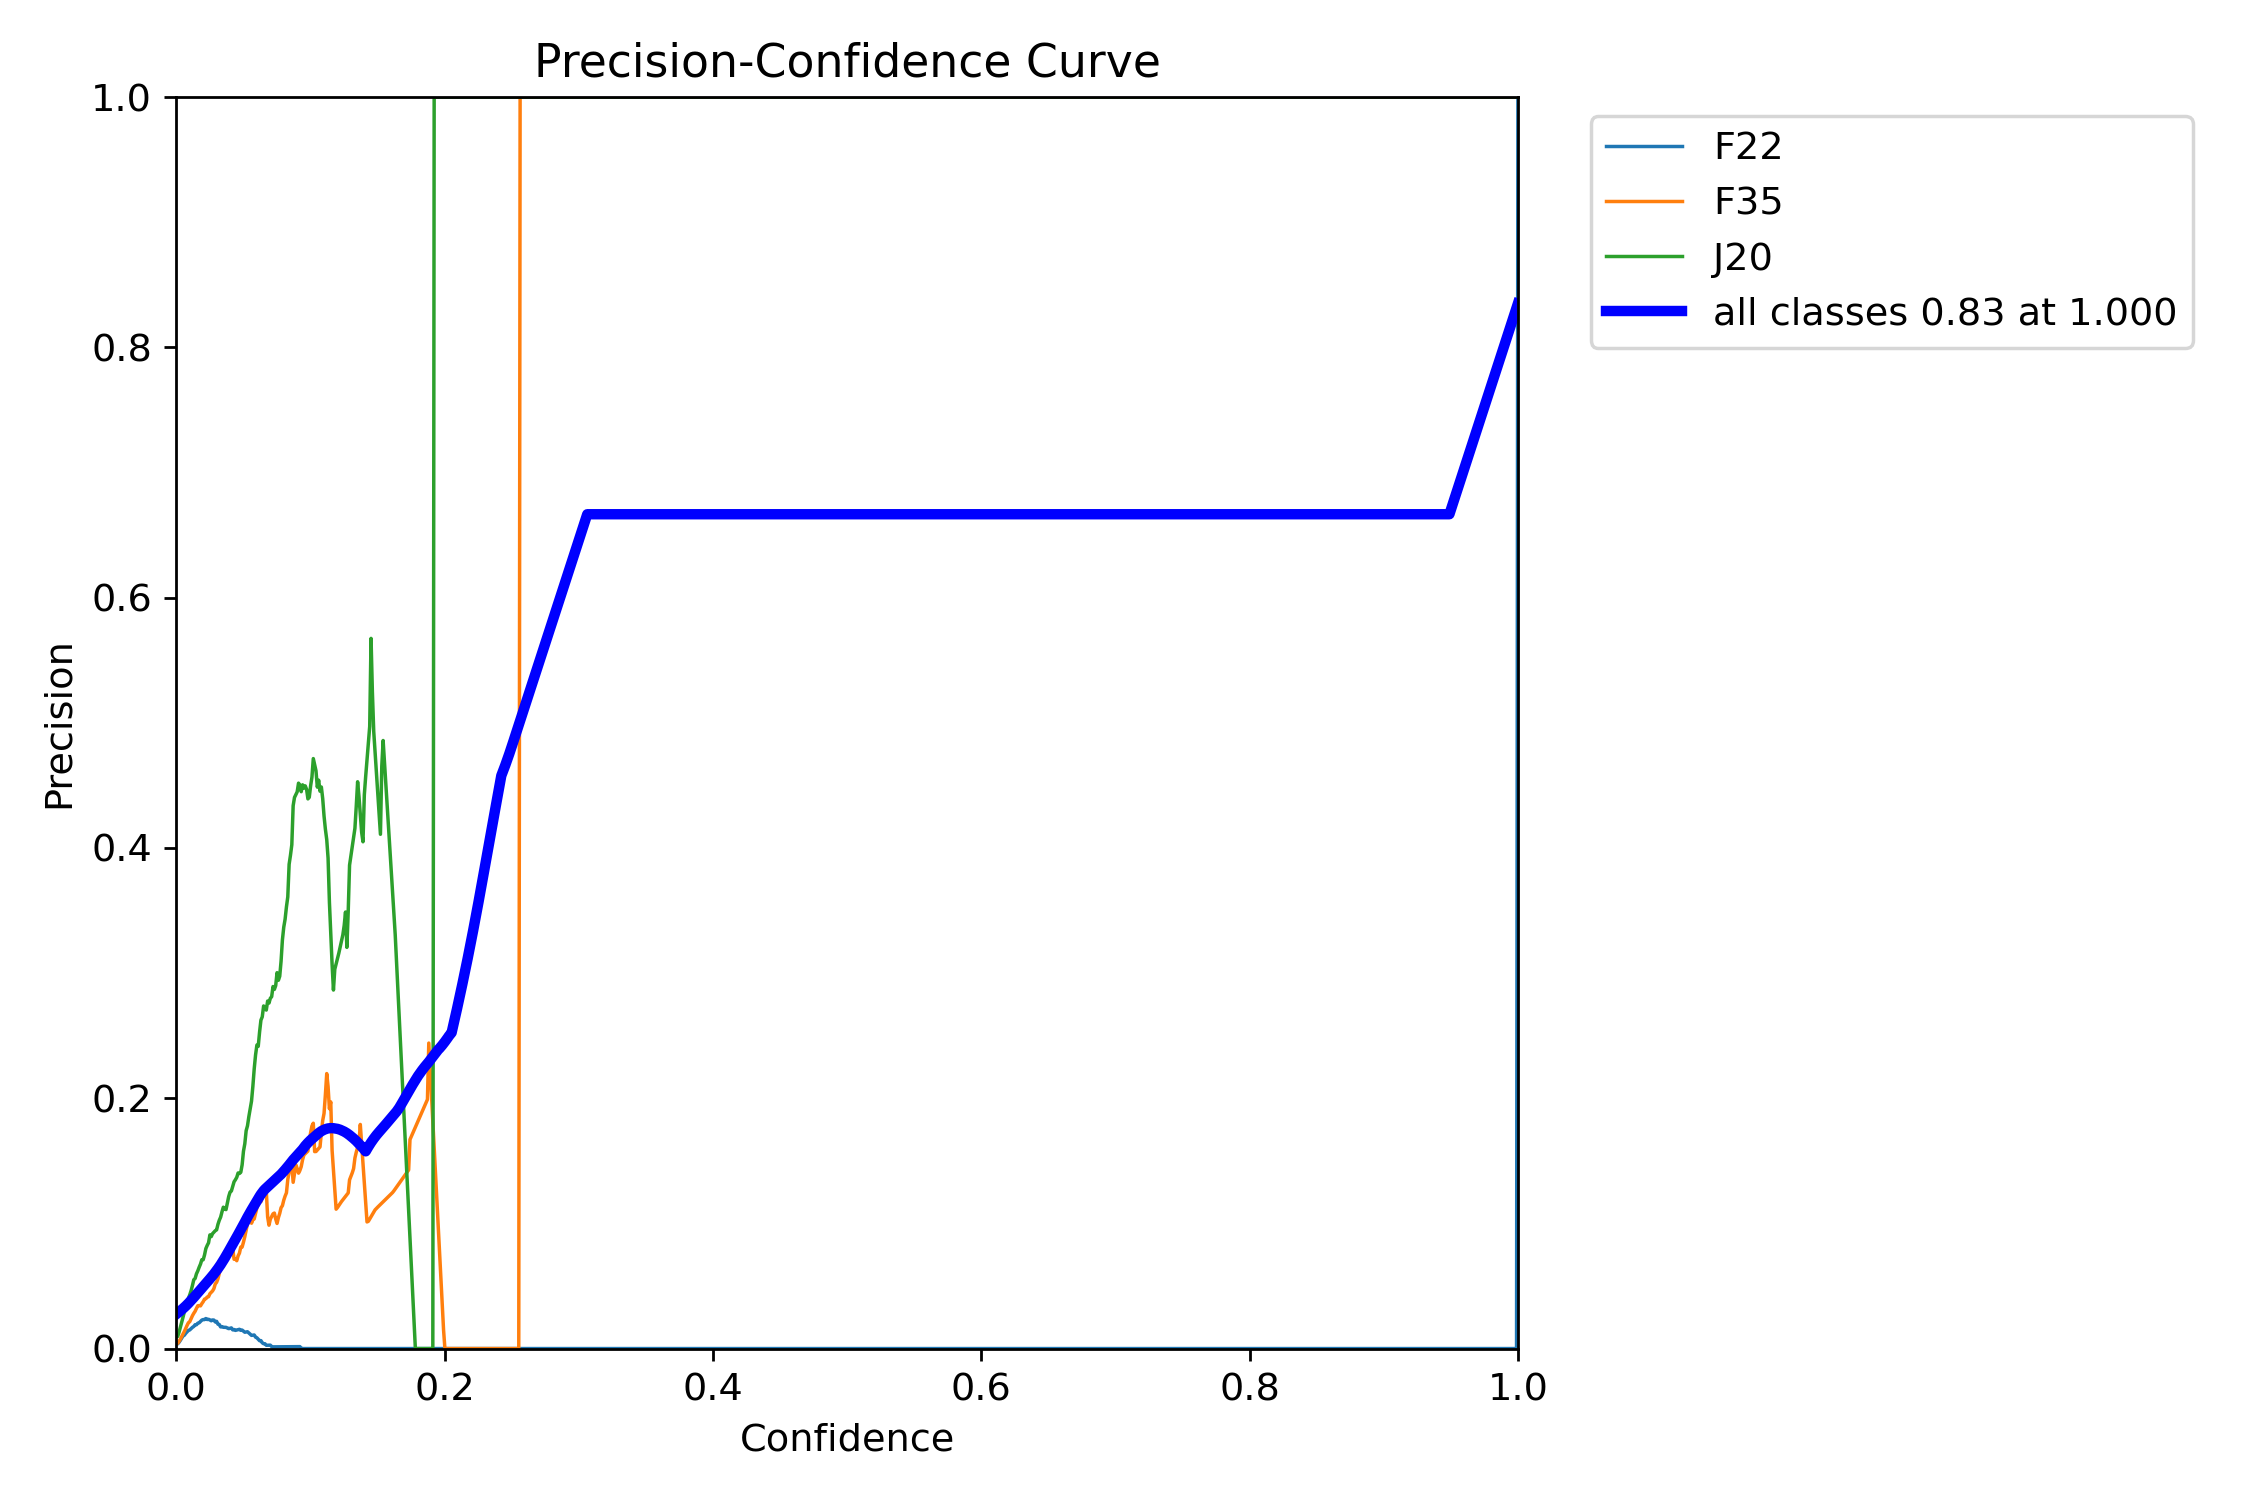 Precision-Confidence Curve
1.0
0.8
0.6
0.4
0.2
0.0
Precision
0.0 0.2 0.4 0.6 0.8 1.0
Confidence
F22
F35
J20
all classes 0.83 at 1.000